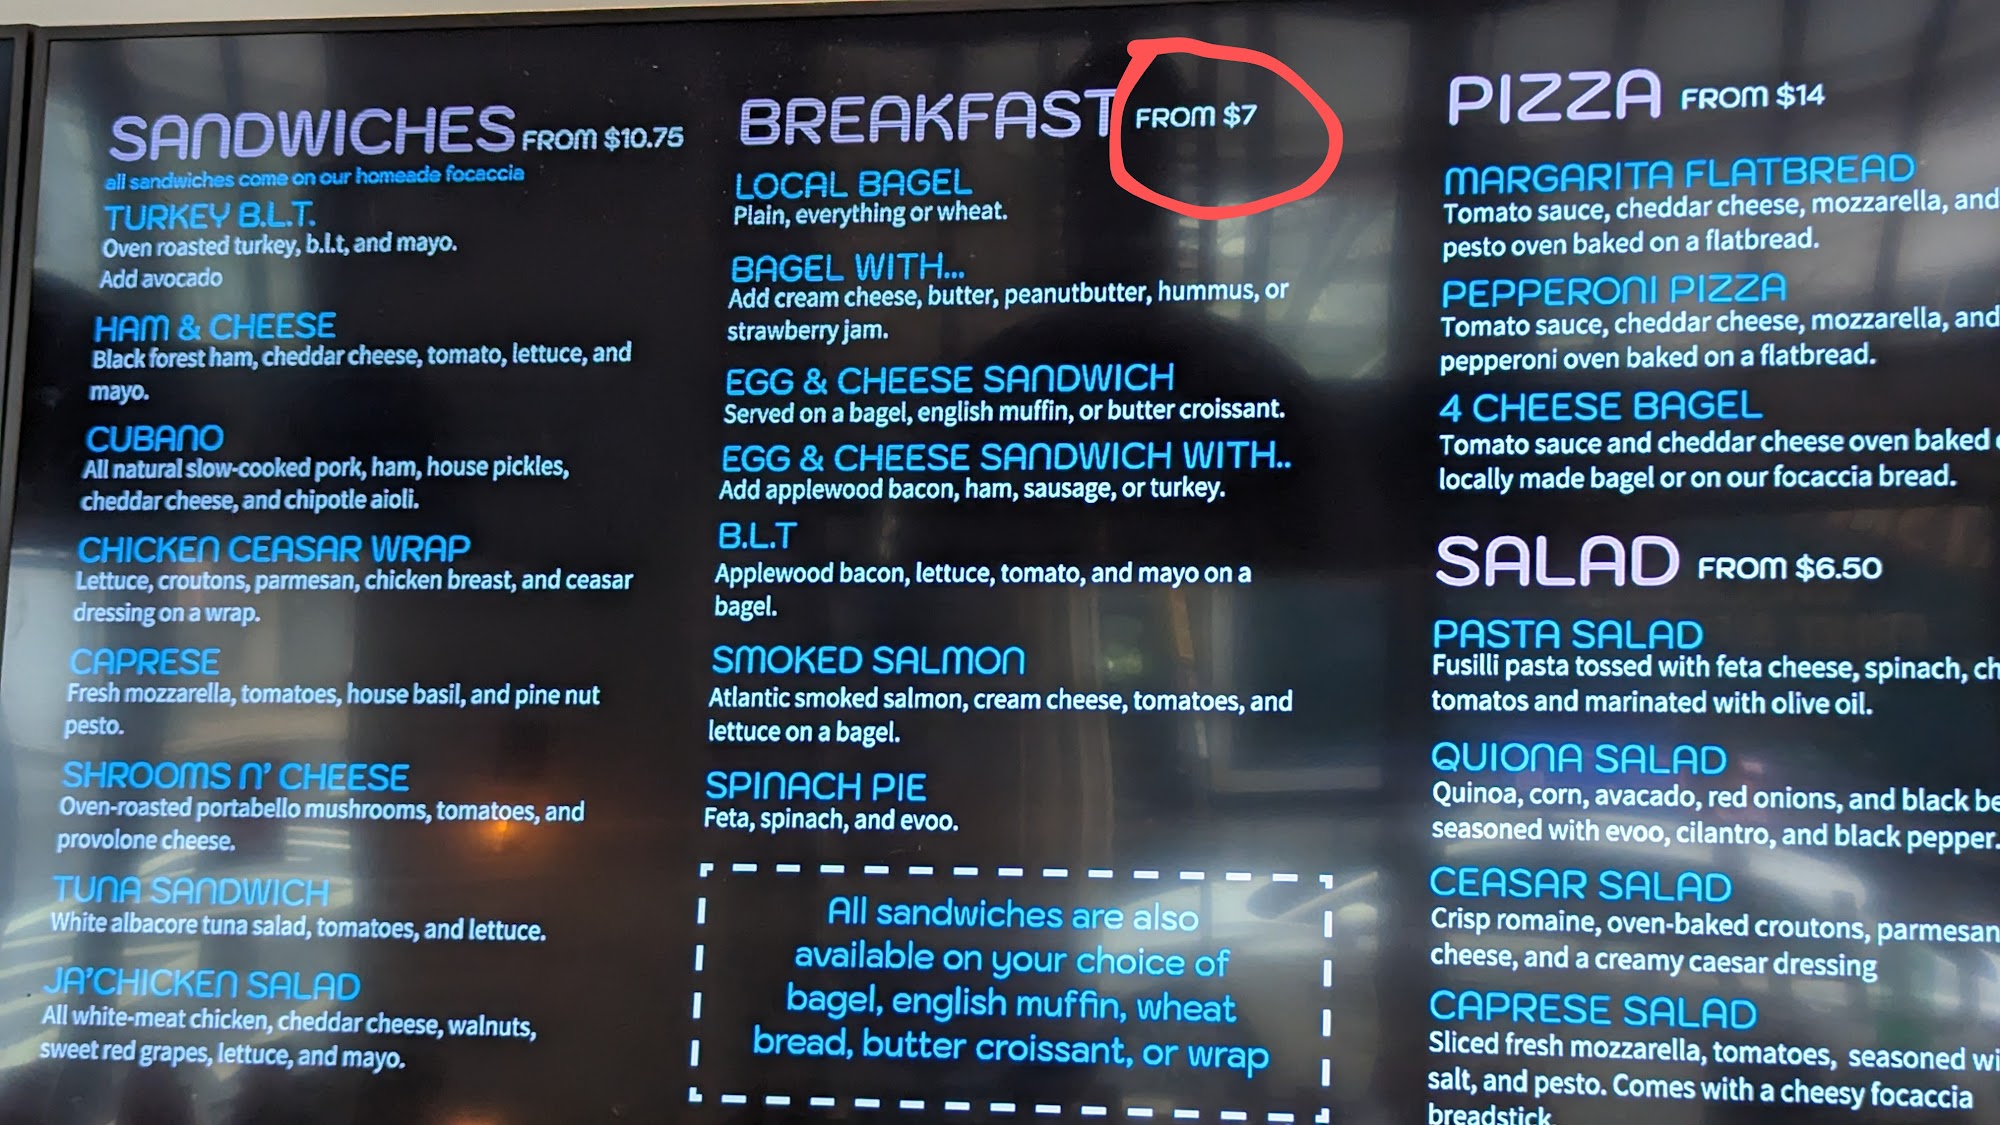 SANDWICHES FROM $10.75
all sandwiches come on our homeade focaccia
TURKEY B.L.T.
Oven roasted turkey, b.l.t, and mayo.
Add avocado
HAM & CHEESE
Black forest ham, cheddar cheese, tomato, lettuce, and
mayo.
CUBANO
All natural slow-cooked pork, ham, house pickles,
cheddar cheese, and chipotle aioli.
CHICKEN CEASAR WRAP
Lettuce, croutons, parmesan, chicken breast, and ceasar
dressing on a wrap.
CAPRESE
Fresh mozzarella, tomatoes, house basil, and pine nut
pesto.
SHROOMS N' CHEESE
Oven-roasted portabello mushrooms, tomatoes, and
provolone cheese.
TUNA SANDWICH
White albacore tuna salad, tomatoes, and lettuce.
JA'CHICKEN SALAD
All white-meat chicken, cheddar cheese, walnuts,
sweet red grapes, lettuce, and mayo.
BREAKFAST FROM $7
LOCAL BAGEL
Plain, everything or wheat.
BAGEL WITH...
Add cream cheese, butter, peanutbutter, hummus, or
strawberry jam.
EGG & CHEESE SANDWICH
Served on a bagel, english muffin, or butter croissant.
EGG & CHEESE SANDWICH WITH..
Add applewood bacon, ham, sausage, or turkey.
B.L.T
Applewood bacon, lettuce, tomato, and mayo on a
bagel.
SMOKED SALMON
Atlantic smoked salmon, cream cheese, tomatoes, and
lettuce on a bagel.
SPINACH PIE
Feta, spinach, and evoo.
All sandwiches are also
available on your choice of
bagel, english muffin, wheat
bread, butter croissant, or wrap
PIZZA FROM $14
MARGARITA FLATBREAD
Tomato sauce, cheddar cheese, mozzarella, and
pesto oven baked on a flatbread.
PEPPERONI PIZZA
Tomato sauce, cheddar cheese, mozzarella, and
pepperoni oven baked on a flatbread.
4 CHEESE BAGEL
Tomato sauce and cheddar cheese oven baked
locally made bagel or on our focaccia bread.
SALAD FROM $6.50
PASTA SALAD
Fusilli pasta tossed with feta cheese, spinach,
tomatos and marinated with olive oil.
QUIONA SALAD
Quinoa, corn, avacado, red onions, and black
seasoned with evoo, cilantro, and black pepper.
CEASAR SALAD
Crisp romaine, oven-baked croutons, parmesan
cheese, and a creamy caesar dressing
CAPRESE SALAD
Sliced fresh mozzarella, tomatoes, seasoned
salt, and pesto. Comes with a cheesy focaccia
breadstick